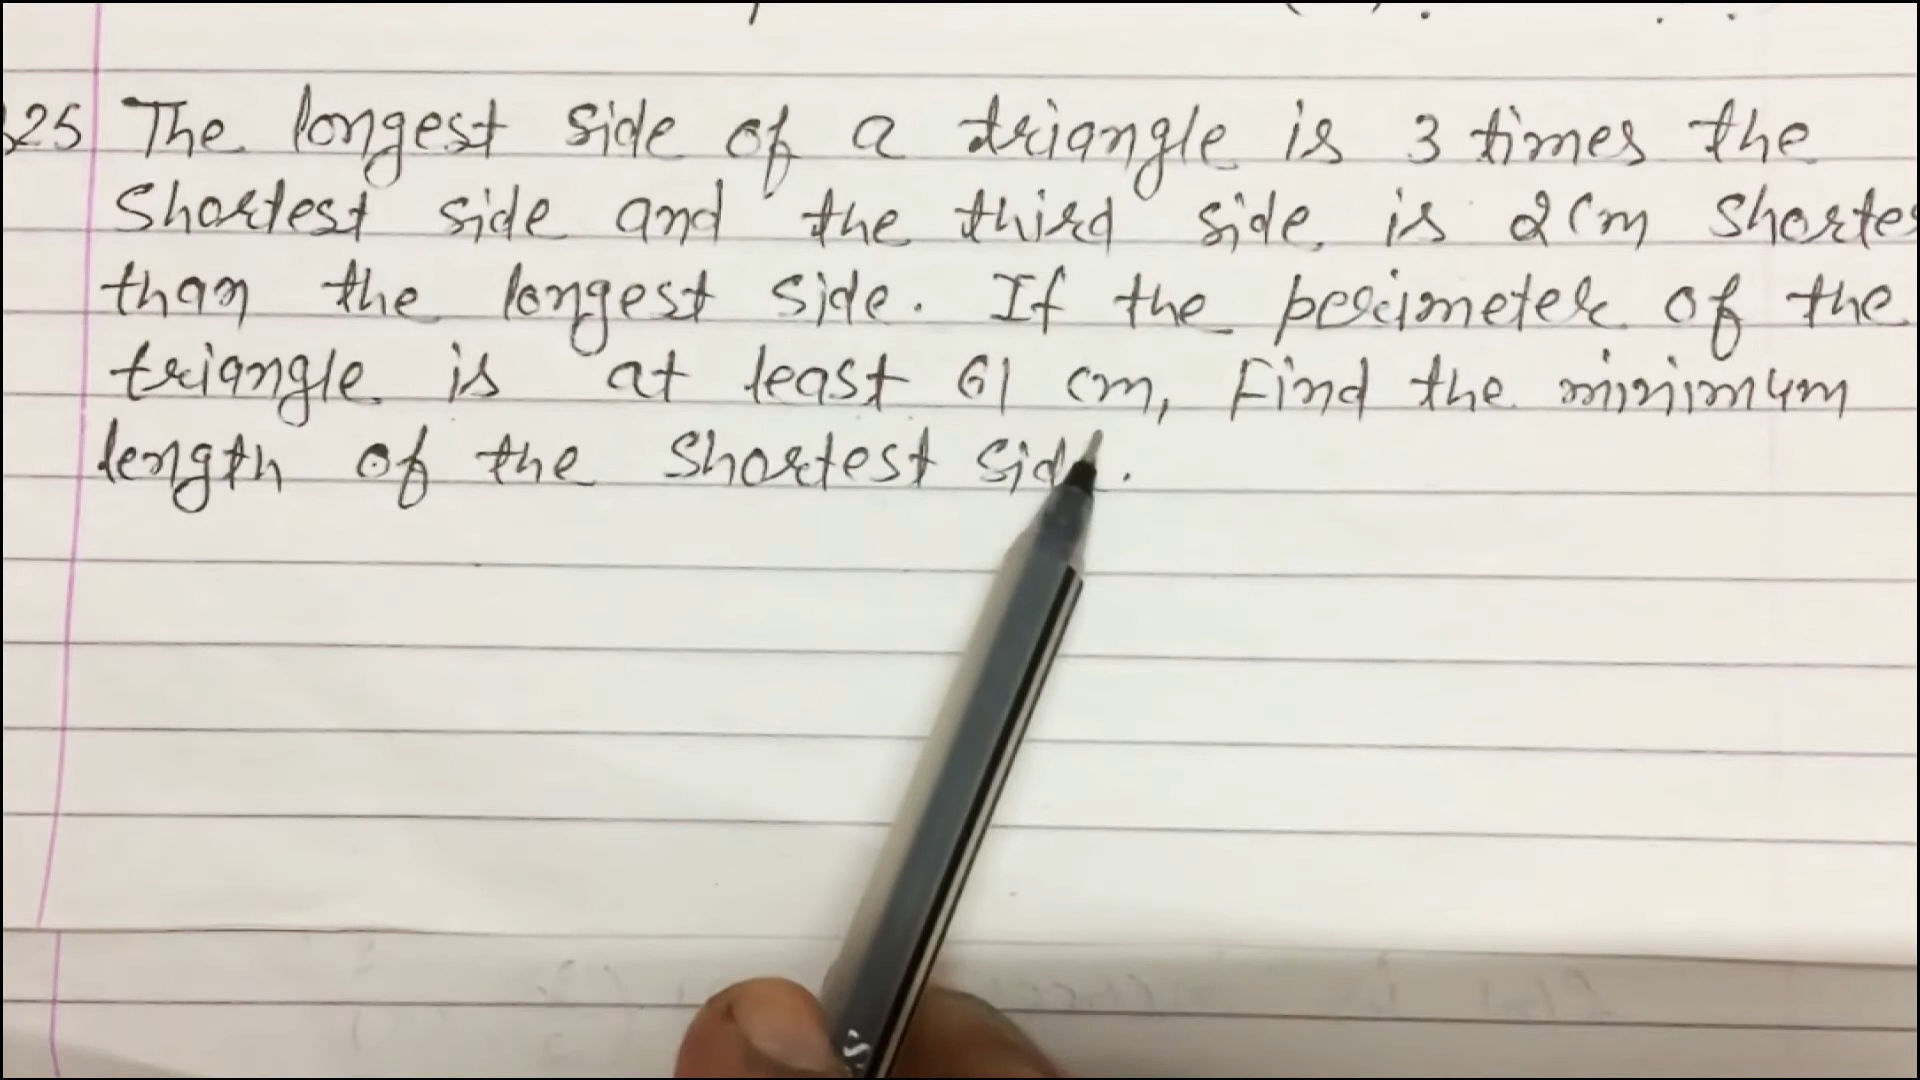 25 The longest side of a triangle is 3 times the
Shortest side and the third side is 2 cm shorte
than the longest side. If the perimeter of the
triangle is at least 61 cm, Find the minimum
length of the shortest side.